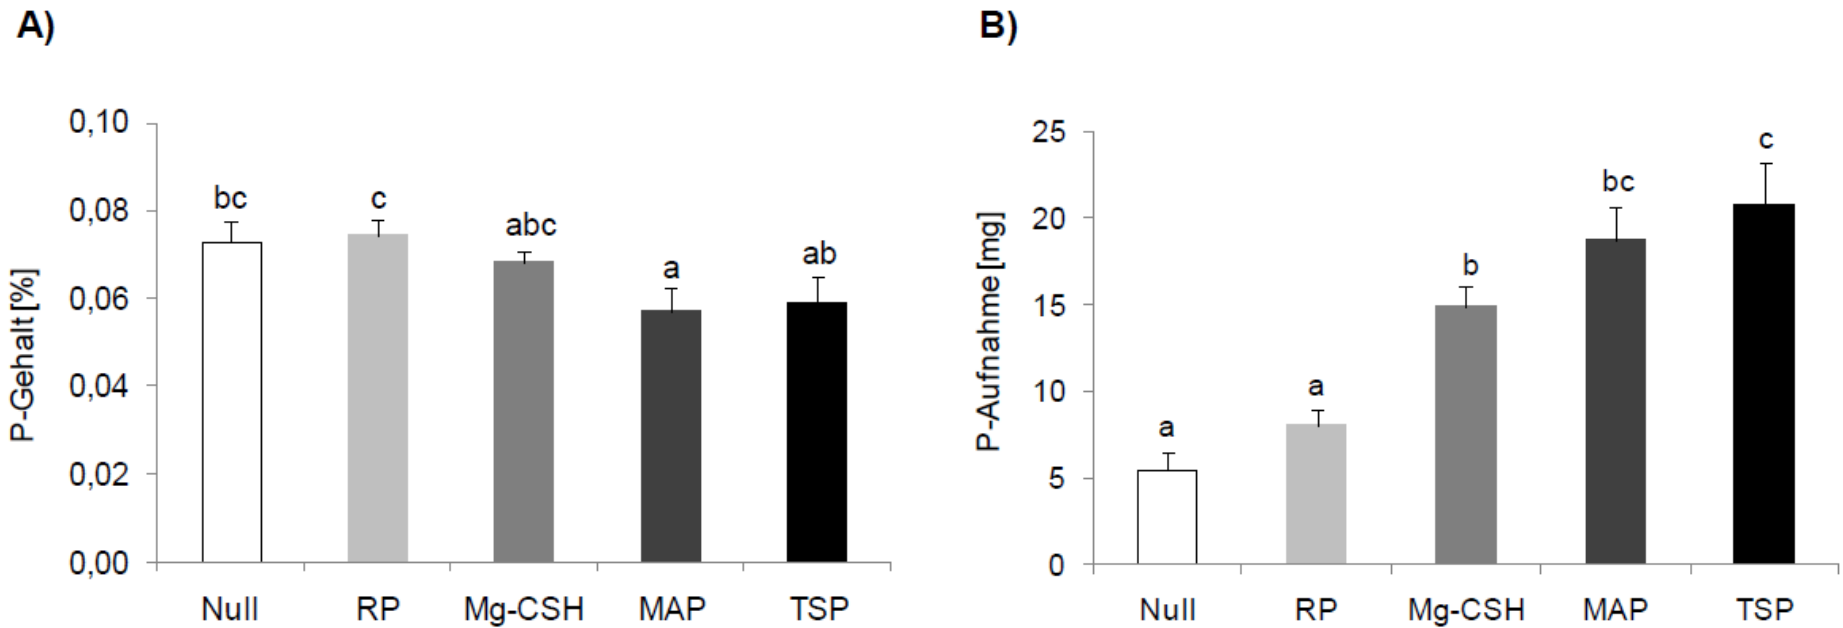 A)
P-Gehalt [%]
0,10
0,08
0,06
0,04
0,02
0,00
bc
c
abc
a
ab
Null RP Mg-CSH MAP TSP
B)
P-Aufnahme [mg]
25
20
15
10
5
0
a
a
b
bc
c
Null RP Mg-CSH MAP TSP